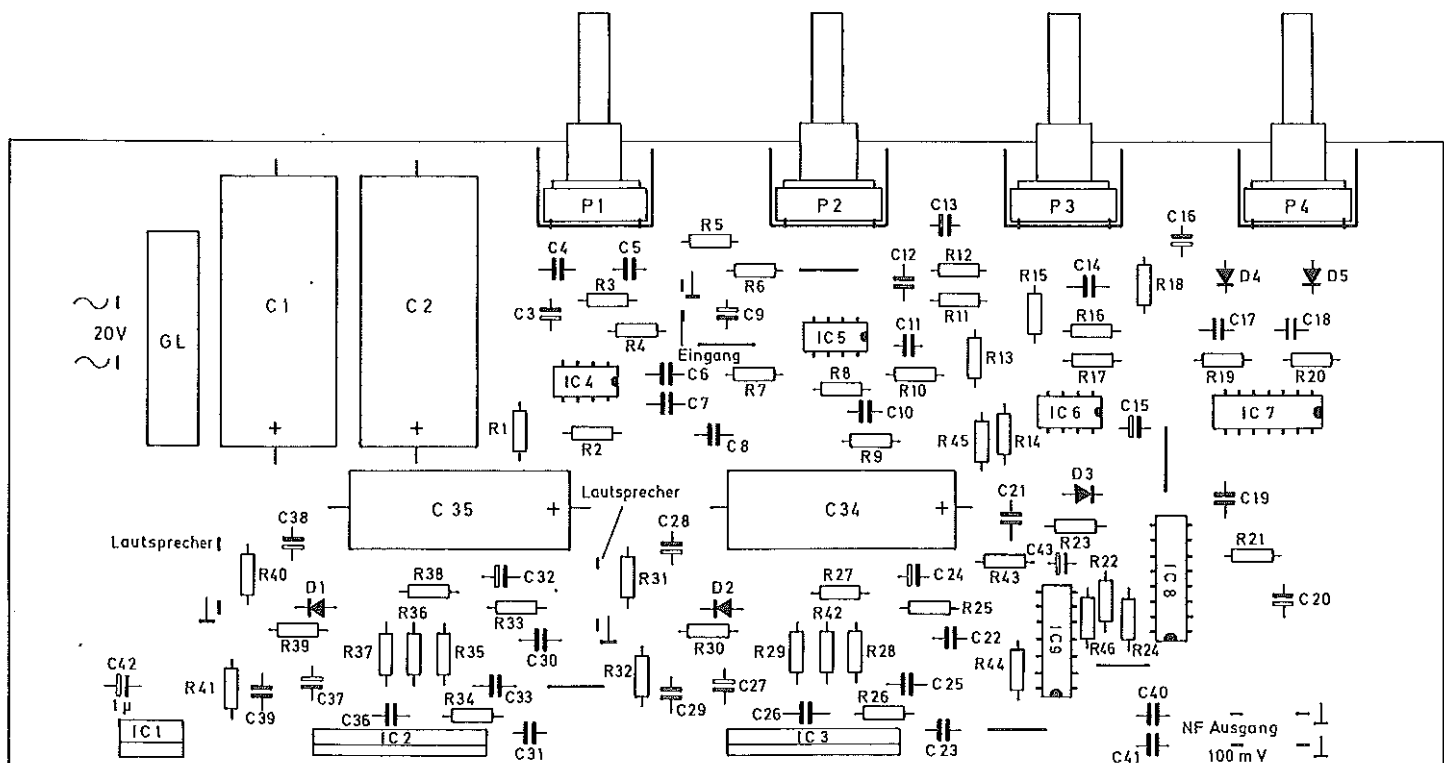 P1
P2
P3
P4
C13
C16
R5
C4
C5
C12
R12
R15
C14
R18
D4
D5
R6
R3
20V
GL
C1
C2
C3
C9
R11
R16
C17
C18
R4
IC5
C11
Eingang
R13
IC4
C6
R7
R8
R10
R17
R19
R20
C7
C10
IC6
C15
IC7
R1
R2
C8
R9
R45
R14
+
+
Lautsprecher
D3
C35
+
C34
+
C21
C19
C38
C28
Lautsprecher
R23
R21
R40
C32
R31
C24
R43
C43
R22
IC8
R38
R27
D1
D2
C20
R36
R33
R42
R25
R39
R37
R35
C30
R30
R29
R28
C22
R44
IC9
R46
R24
C42
1µ
R41
C39
C37
R34
C33
R32
C29
C27
R26
C25
C36
C26
C40
NF Ausgang
IC1
IC2
C31
IC3
C23
C41
100 mV